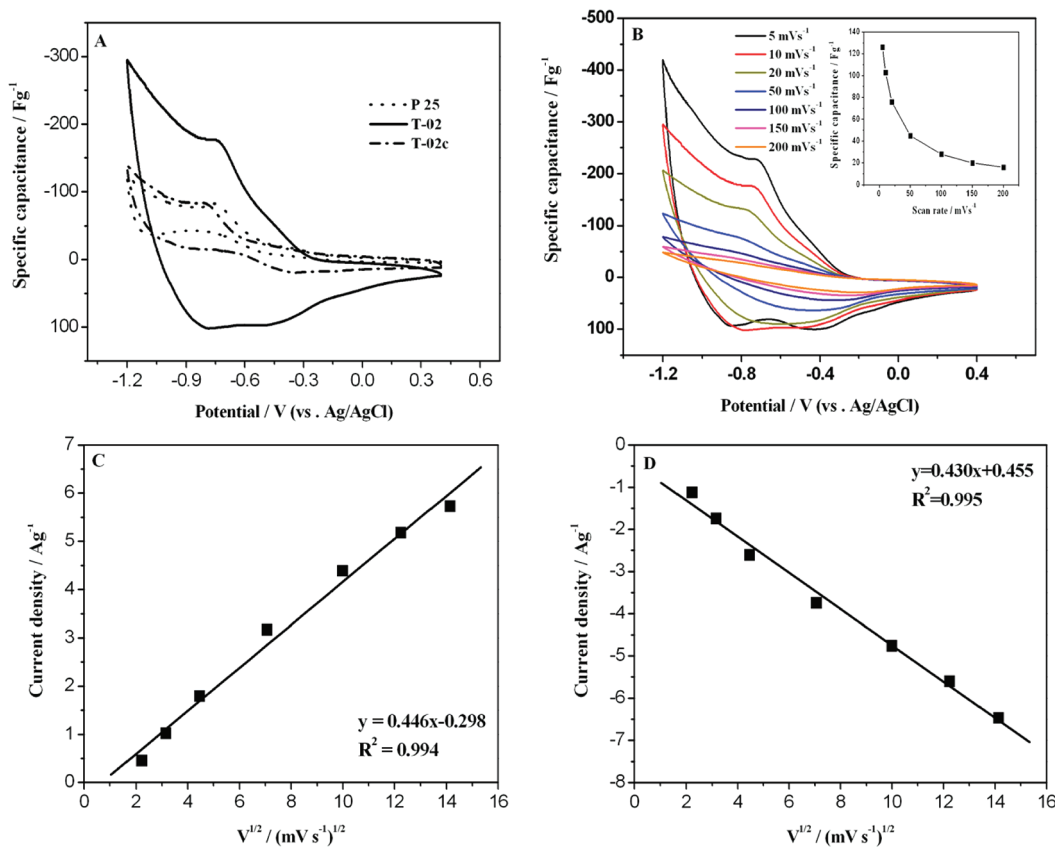 A
P 25
T-02
T-02c
-300
-200
-100
0
100
Specific capacitance / Fg⁻¹
-1.2 -0.9 -0.6 -0.3 0.0 0.3 0.6
Potential / V (vs . Ag/AgCl)
B
5 mVs⁻¹
10 mVs⁻¹
20 mVs⁻¹
50 mVs⁻¹
100 mVs⁻¹
150 mVs⁻¹
200 mVs⁻¹
-500
-400
-300
-200
-100
0
100
Specific capacitance / Fg⁻¹
-1.2 -0.8 -0.4 0.0 0.4
Potential / V (vs . Ag/AgCl)
140
120
100
80
60
40
20
0
Specific capacitance / Fg⁻¹
0 50 100 150 200
Scan rate / mVs⁻¹
C
7
6
5
4
3
2
1
0
Current density / Ag⁻¹
y = 0.446x-0.298
R² = 0.994
0 2 4 6 8 10 12 14 16
V¹/² / (mV s⁻¹)¹/²
D
y=0.430x+0.455
R²=0.995
0
-1
-2
-3
-4
-5
-6
-7
-8
Current density / Ag⁻¹
0 2 4 6 8 10 12 14 16
V¹/² / (mV s⁻¹)¹/²